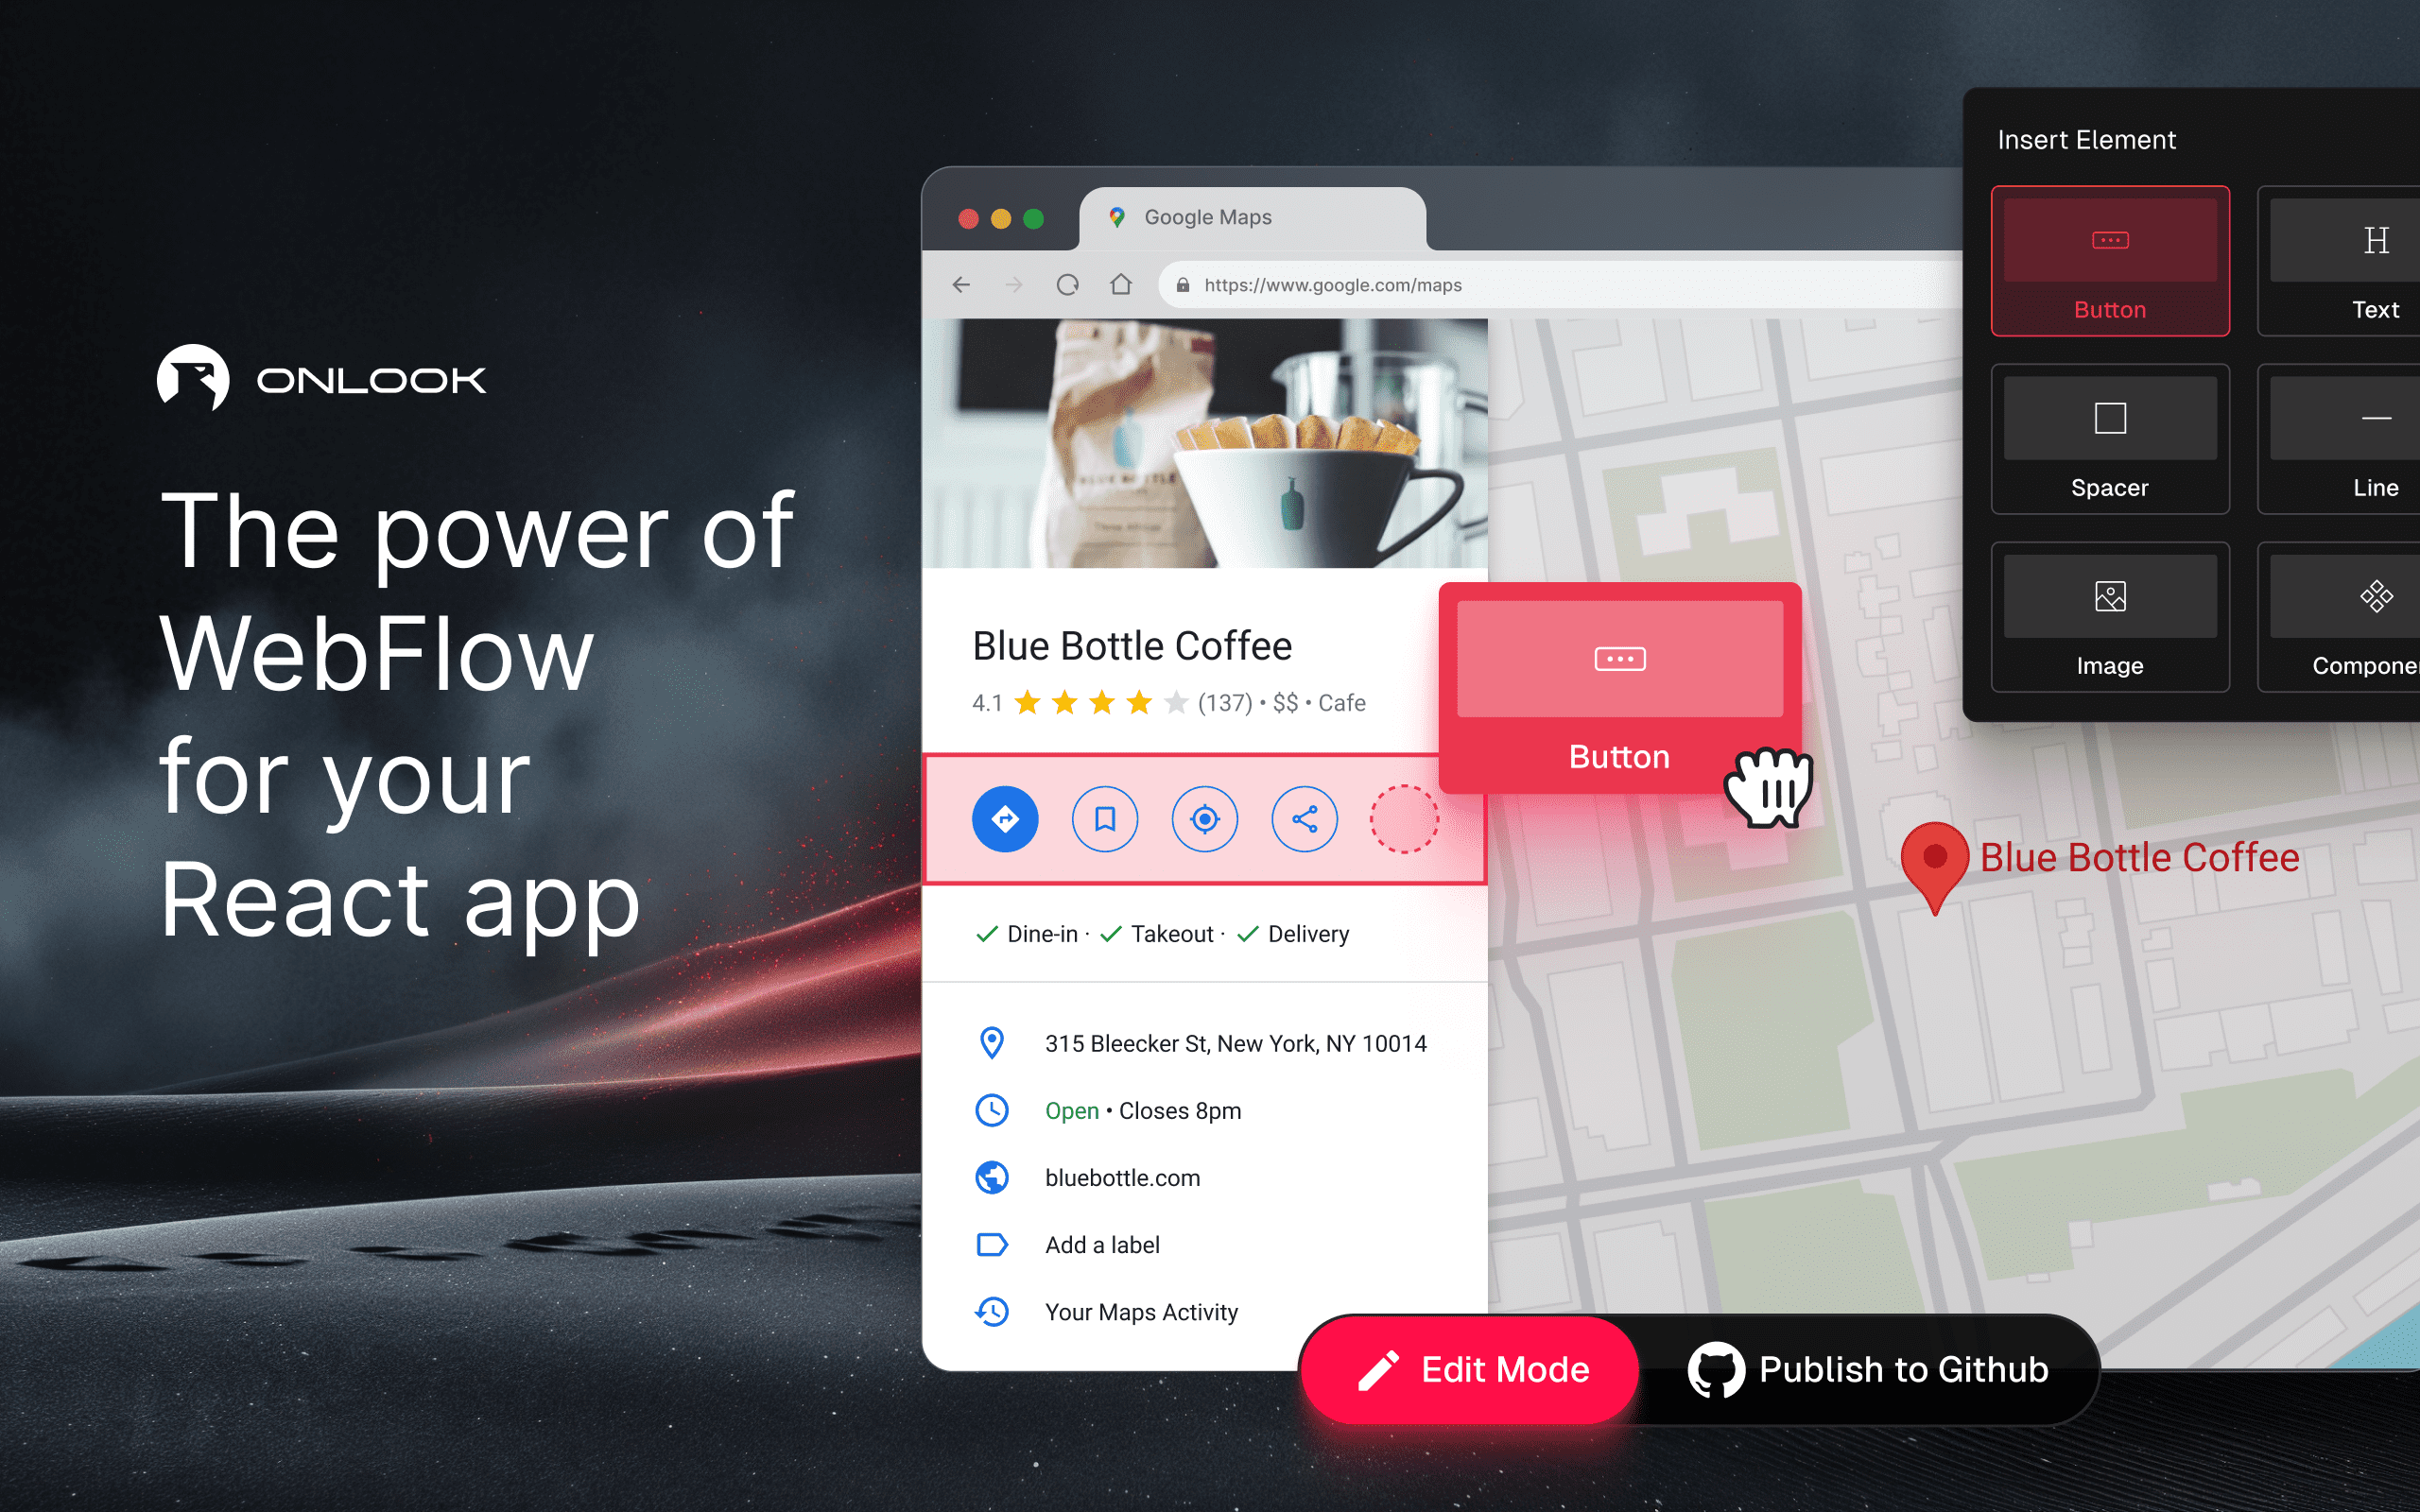 ONLOOK
The power of
WebFlow
for your
React app
Google Maps
https://www.google.com/maps
BLUE BOTTLE
Blue Bottle Coffee
4.1 (137) • $$ • Cafe
Dine-in · Takeout · Delivery
315 Bleecker St, New York, NY 10014
Open • Closes 8pm
bluebottle.com
Add a label
Your Maps Activity
Button
Blue Bottle Coffee
Insert Element
Button
Text
Spacer
Line
Image
Componen
Edit Mode
Publish to Github